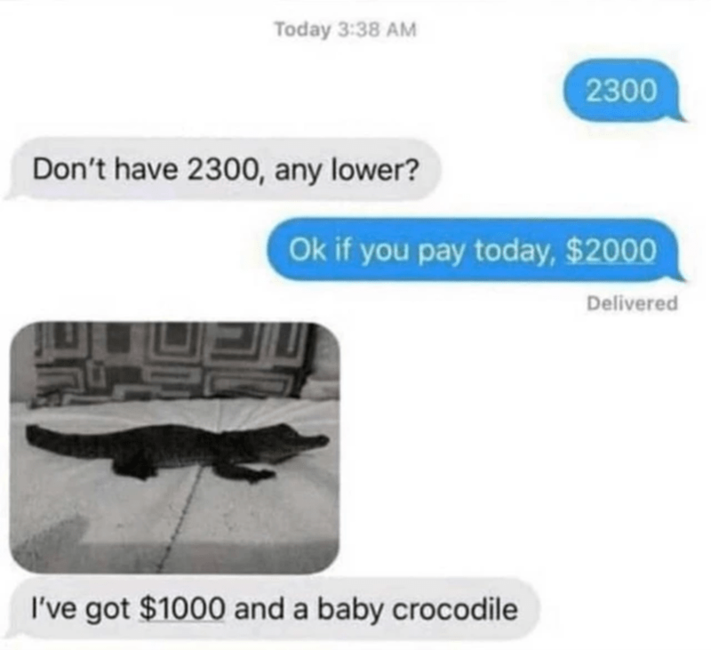 Today 3:38 AM
2300
Don't have 2300, any lower?
Ok if you pay today, $2000
Delivered
I've got $1000 and a baby crocodile